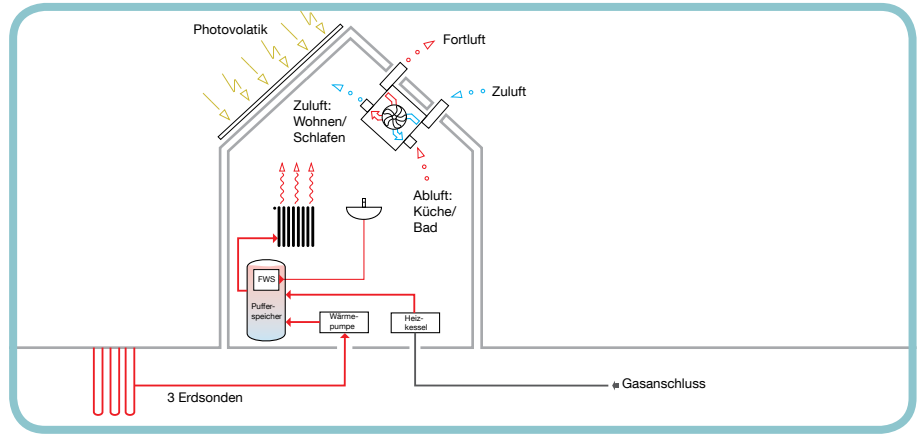 Photovolatik
Fortluft
Zuluft
Zuluft:
Wohnen/
Schlafen
Abluft:
Küche/
Bad
FWS
Puffer-
speicher
Wärme-
pumpe
Heiz-
kessel
Gasanschluss
3 Erdsonden